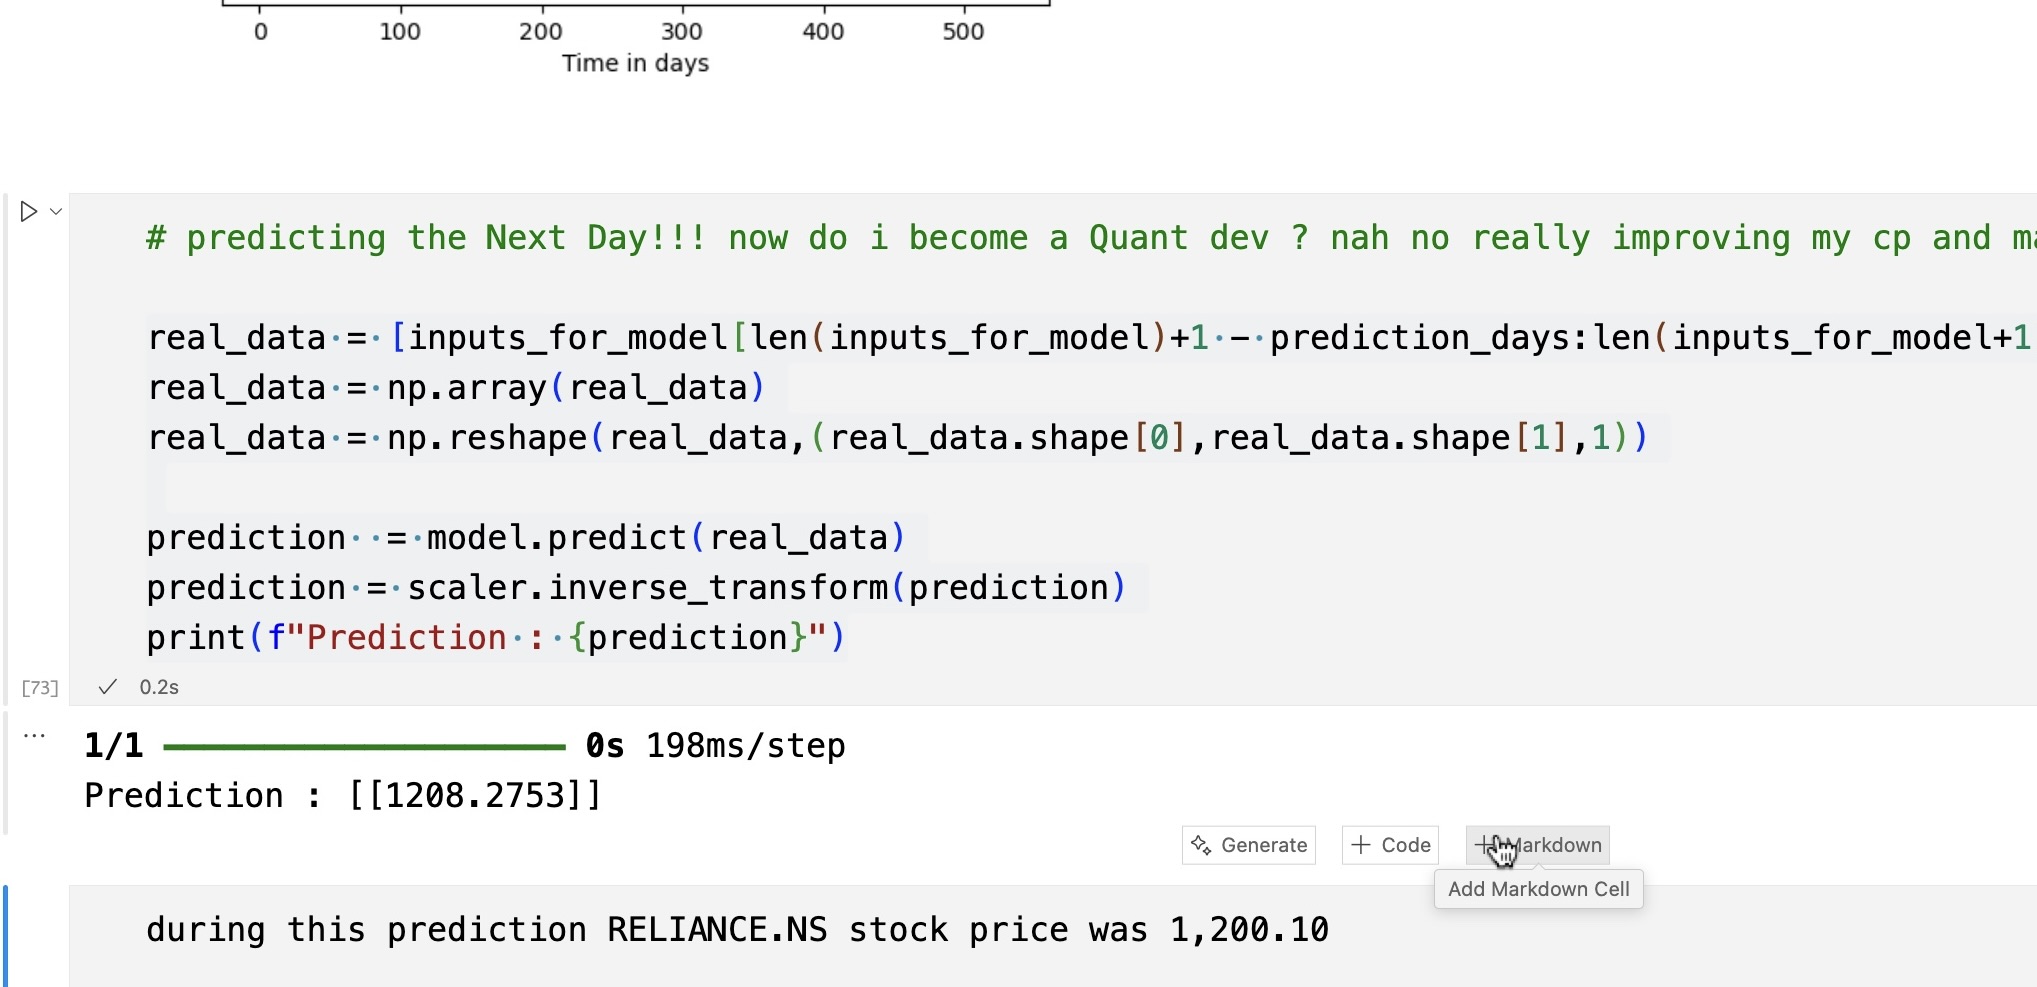 0 100 200 300 400 500
Time in days
# predicting the Next Day!!! now do i become a Quant dev ? nah no really improving my cp and
real_data = [inputs_for_model[len(inputs_for_model)+1 - prediction_days:len(inputs_for_model+1
real_data = np.array(real_data)
real_data = np.reshape(real_data,(real_data.shape[0],real_data.shape[1],1))
prediction  = model.predict(real_data)
prediction = scaler.inverse_transform(prediction)
print(f"Prediction : {prediction}")
[73] ✓ 0.2s
... 1/1 ━━━━━━━━━━━━━━━━━━━━ 0s 198ms/step
Prediction : [[1208.2753]]
Generate + Code + Markdown
Add Markdown Cell
during this prediction RELIANCE.NS stock price was 1,200.10